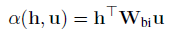 α(h, u) = h⊤W_bi u